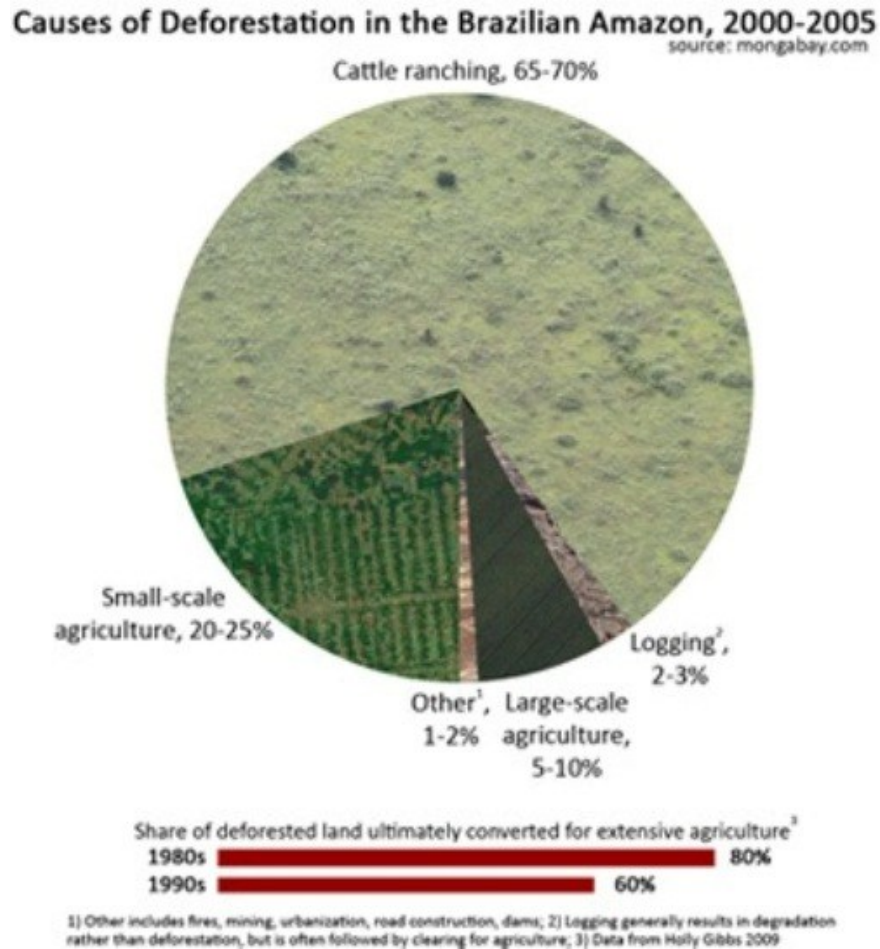 Causes of Deforestation in the Brazilian Amazon, 2000-2005
source: mongabay.com
Cattle ranching, 65-70%
Small-scale
agriculture, 20-25%
Logging²,
2-3%
Other¹,
1-2%
Large-scale
agriculture,
5-10%
Share of deforested land ultimately converted for extensive agriculture³
1980s 80%
1990s 60%
1) Other includes fires, mining, urbanization, road construction, dams; 2) Logging generally results in degradation
rather than deforestation, but is often followed by clearing for agriculture; 3) Data from Holly Gibbs 2009